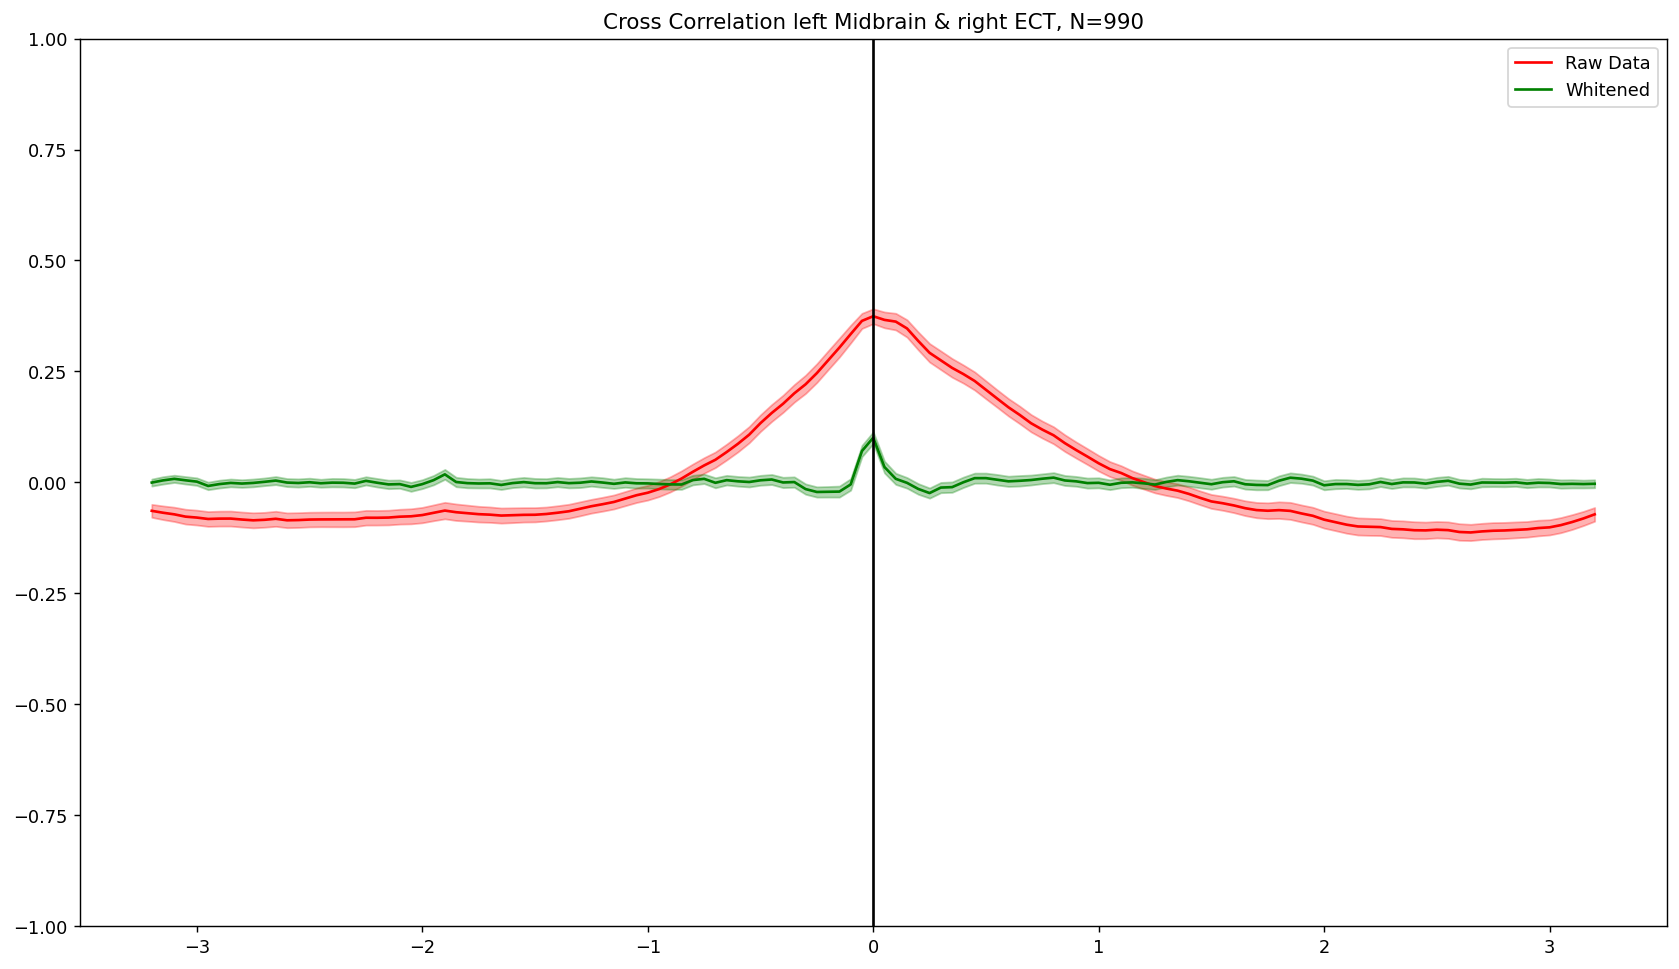 Cross Correlation left Midbrain & right ECT, N=990
Raw Data
Whitened
1.00
0.75
0.50
0.25
0.00
−0.25
−0.50
−0.75
−1.00
−3 −2 −1 0 1 2 3